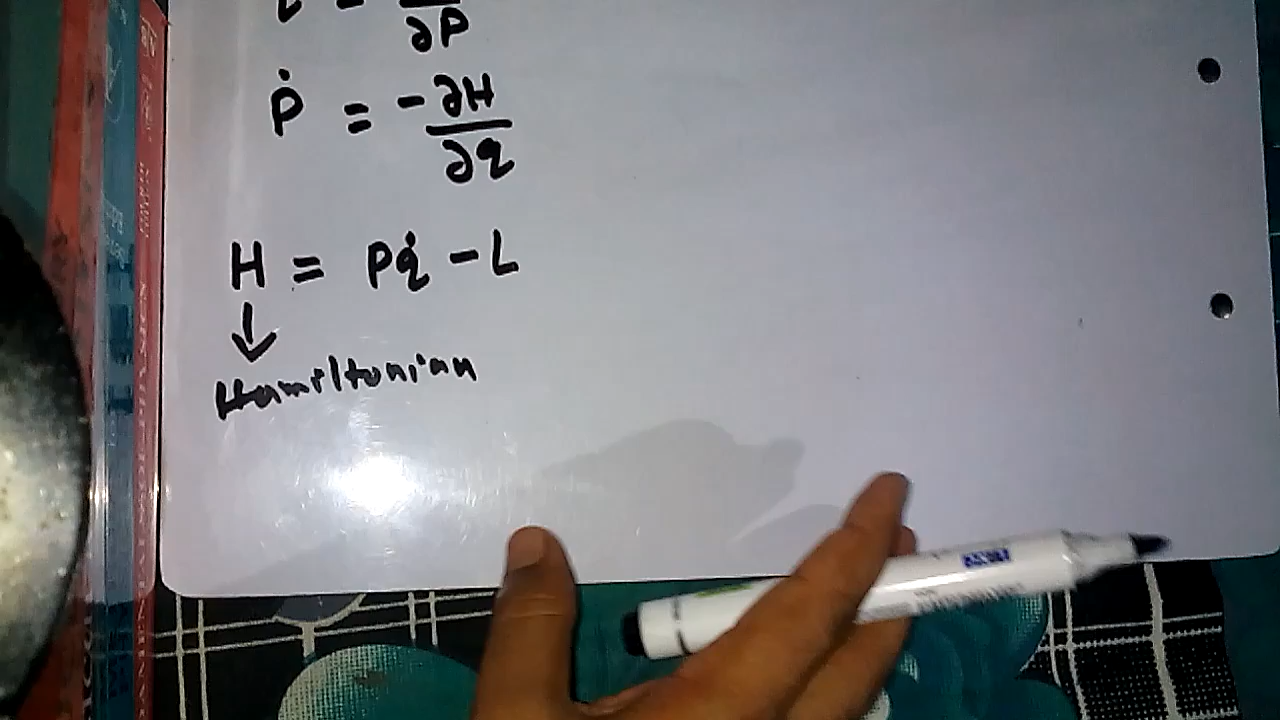 ∂P
Ṗ = -∂H/∂q
H = Pq̇ - L
↓
Hamiltonian